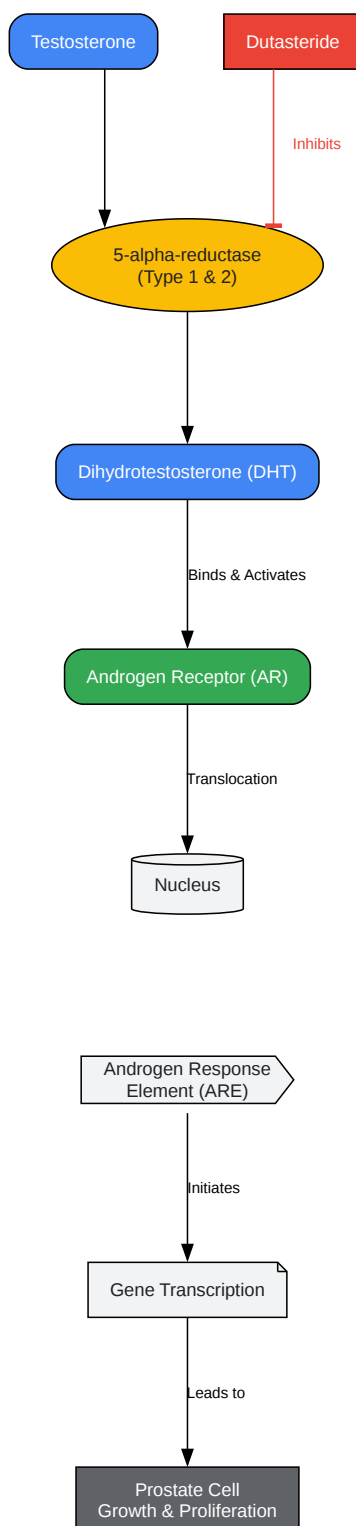 Testosterone
Dutasteride
Inhibits
5-alpha-reductase
(Type 1 & 2)
Dihydrotestosterone (DHT)
Binds & Activates
Androgen Receptor (AR)
Translocation
Nucleus
Androgen Response
Element (ARE)
Initiates
Gene Transcription
Leads to
Prostate Cell
Growth & Proliferation